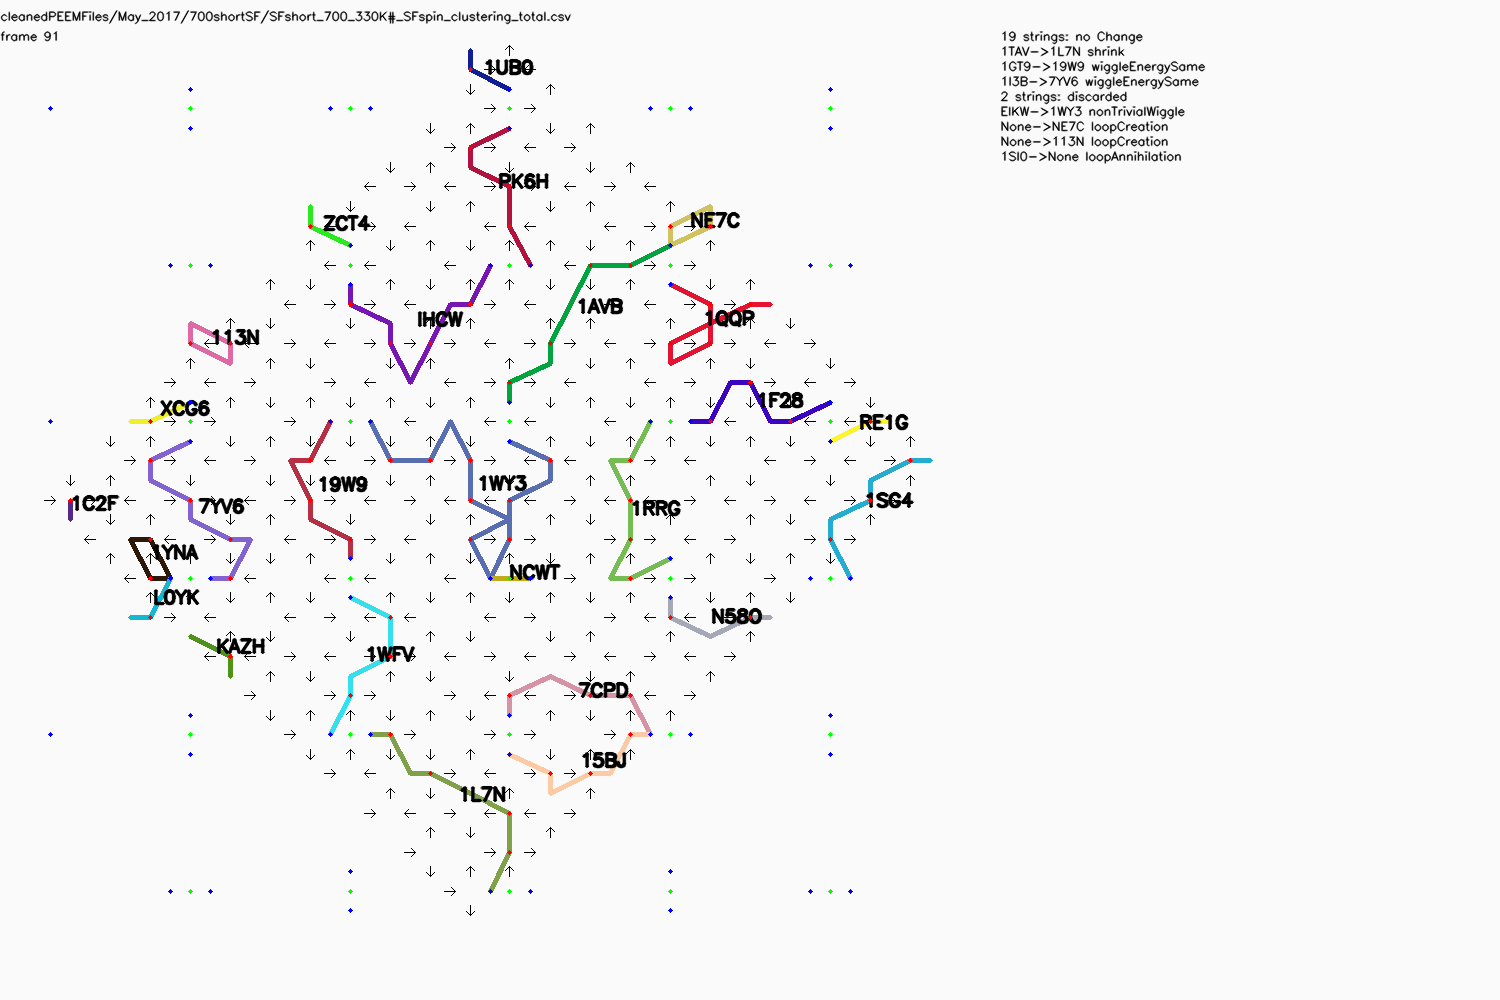 cleanedPEEMFiles/May_2017/700shortSF/SFshort_700_330K#_SFspin_clustering_total.csv
frame 91
19 strings: no Change
1TAV->1L7N shrink
1GT9->19W9 wiggleEnergySame
1I3B->7YV6 wiggleEnergySame
2 strings: discarded
EIKW->1WY3 nonTrivialWiggle
None->NE7C loopCreation
None->113N loopCreation
1SI0->None loopAnnihilation
1UB0
PK6H
ZCT4
NE7C
1AVB
IHCW
1QQP
113N
1F28
XCG6
RE1G
19W9
1WY3
1C2F
7YV6
1RRG
1SG4
1YNA
NCWT
L0YK
N580
KAZH
1WFV
7CPD
15BJ
1L7N